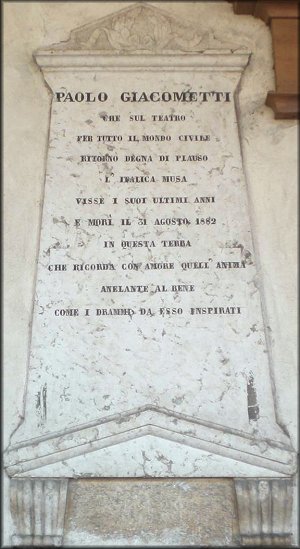 PAOLO GIACOMETTI
CHE SUL TEATRO
PER TUTTO IL MONDO CIVILE
RITORNO DEGNA DI PLAUSO
L' ITALICA MUSA
VISSE I SUOI ULTIMI ANNI
E MORÌ IL 31 AGOSTO 1882
IN QUESTA TERRA
CHE RICORDA CON AMORE QUELL' ANIMA
ANELANTE AL BENE
COME I DRAMMI DA ESSO INSPIRATI